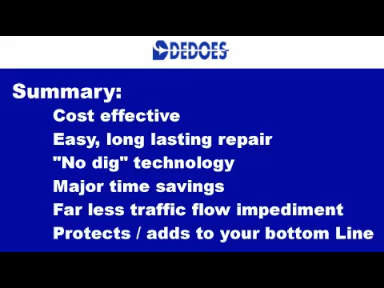 DEDOES
Summary:
Cost effective
Easy, long lasting repair
"No dig" technology
Major time savings
Far less traffic flow impediment
Protects / adds to your bottom Line